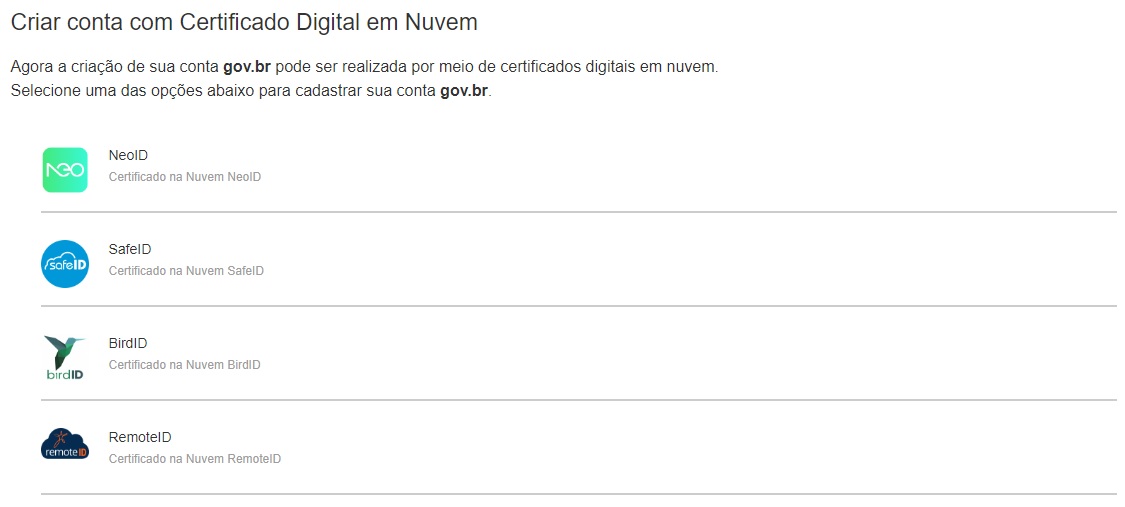 Criar conta com Certificado Digital em Nuvem
Agora a criação de sua conta gov.br pode ser realizada por meio de certificados digitais em nuvem.
Selecione uma das opções abaixo para cadastrar sua conta gov.br.
NEO
NeoID
Certificado na Nuvem NeoID
safeID
SafeID
Certificado na Nuvem SafeID
birdID
BirdID
Certificado na Nuvem BirdID
remoteID
RemoteID
Certificado na Nuvem RemoteID